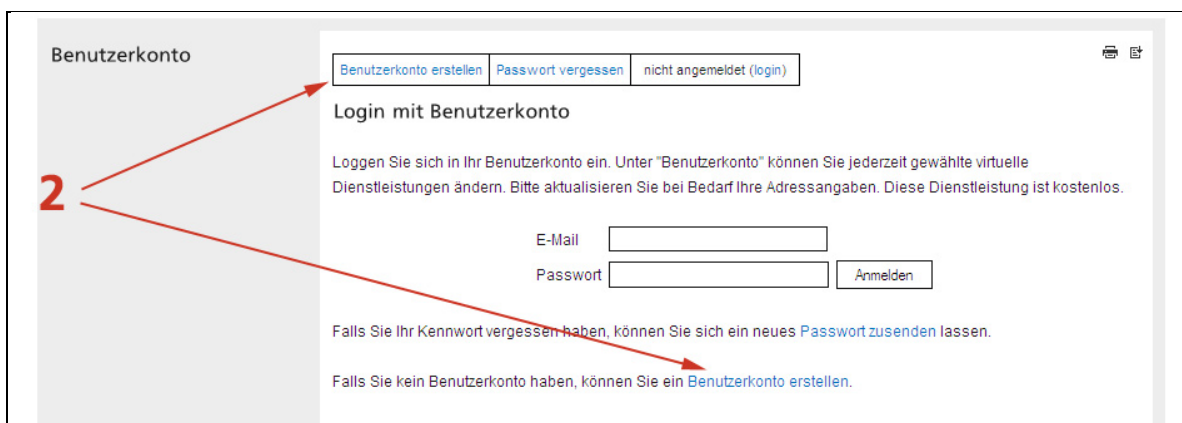 Benutzerkonto
Benutzerkonto erstellen Passwort vergessen nicht angemeldet (login)
Login mit Benutzerkonto
Loggen Sie sich in Ihr Benutzerkonto ein. Unter "Benutzerkonto" können Sie jederzeit gewählte virtuelle
Dienstleistungen ändern. Bitte aktualisieren Sie bei Bedarf Ihre Adressangaben. Diese Dienstleistung ist kostenlos.
2
E-Mail
Passwort Anmelden
Falls Sie Ihr Kennwort vergessen haben, können Sie sich ein neues Passwort zusenden lassen.
Falls Sie kein Benutzerkonto haben, können Sie ein Benutzerkonto erstellen.